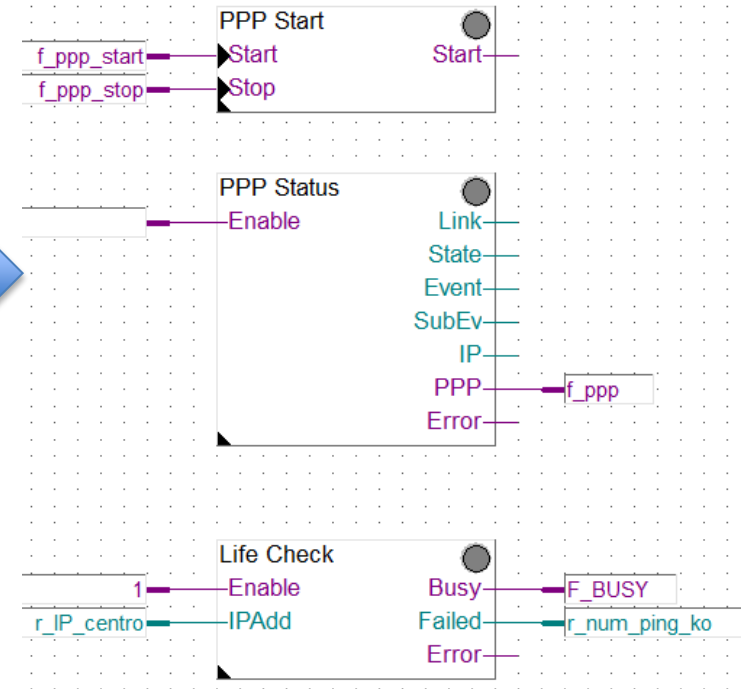 PPP Start
f_ppp_start Start Start
f_ppp_stop Stop
PPP Status
Enable Link
State
Event
SubEv
IP
PPP f_ppp
Error
Life Check
1 Enable Busy F_BUSY
r_IP_centro IPAdd Failed r_num_ping_ko
Error